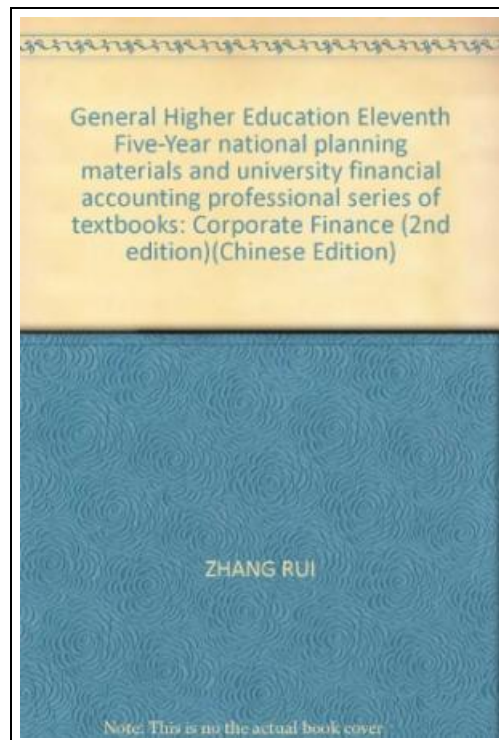 General Higher Education Eleventh
Five-Year national planning
materials and university financial
accounting professional series of
textbooks: Corporate Finance (2nd
edition)(Chinese Edition)
ZHANG RUI
Note: This is no the actual book cover